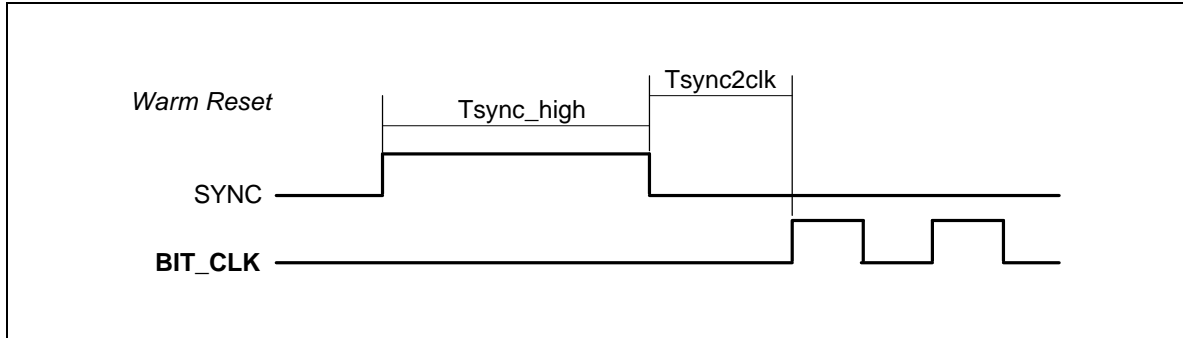 Tsync2clk
Warm Reset
Tsync_high
SYNC
BIT_CLK